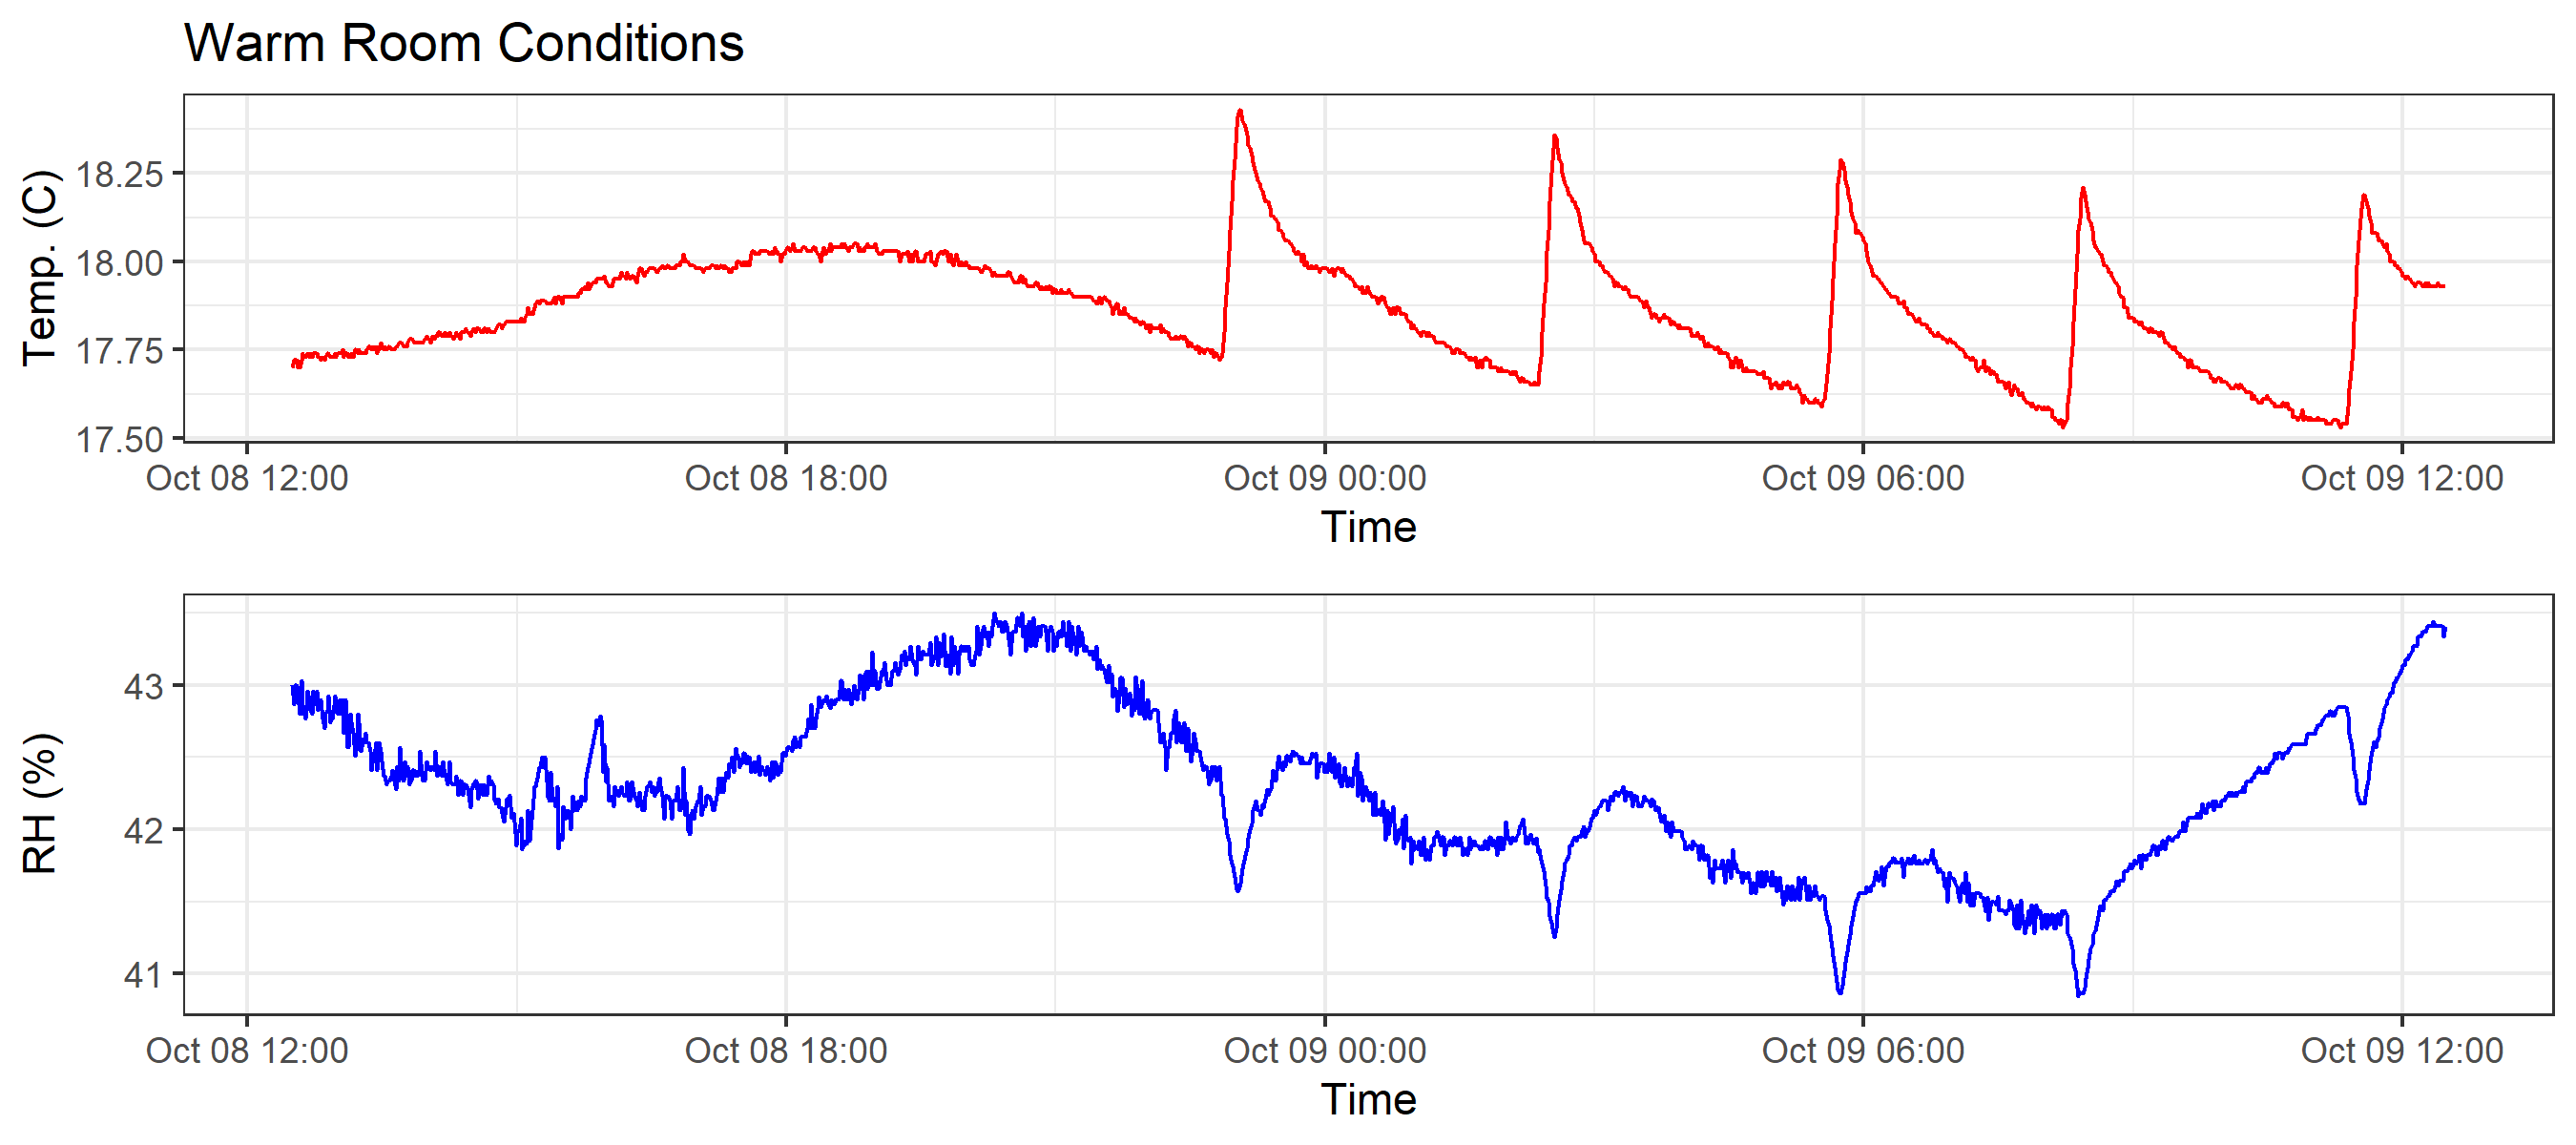 Warm Room Conditions
Temp. (C)
18.25
18.00
17.75
17.50
Oct 08 12:00 Oct 08 18:00 Oct 09 00:00 Oct 09 06:00 Oct 09 12:00
Time
RH (%)
43
42
41
Oct 08 12:00 Oct 08 18:00 Oct 09 00:00 Oct 09 06:00 Oct 09 12:00
Time